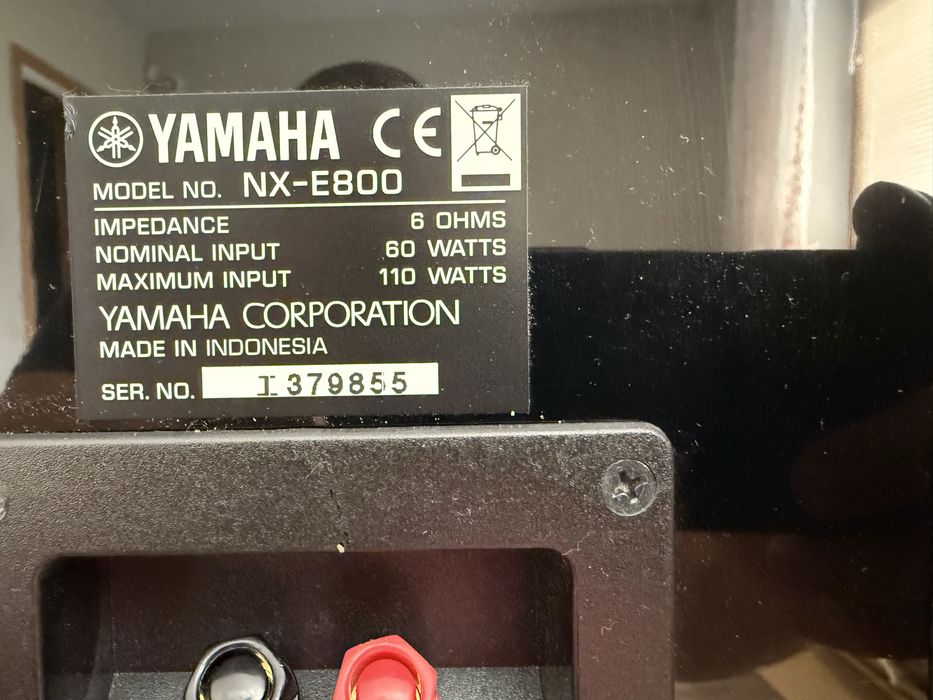 YAMAHA CE
MODEL NO. NX-E800
IMPEDANCE 6 OHMS
NOMINAL INPUT 60 WATTS
MAXIMUM INPUT 110 WATTS
YAMAHA CORPORATION
MADE IN INDONESIA
SER. NO. I379855